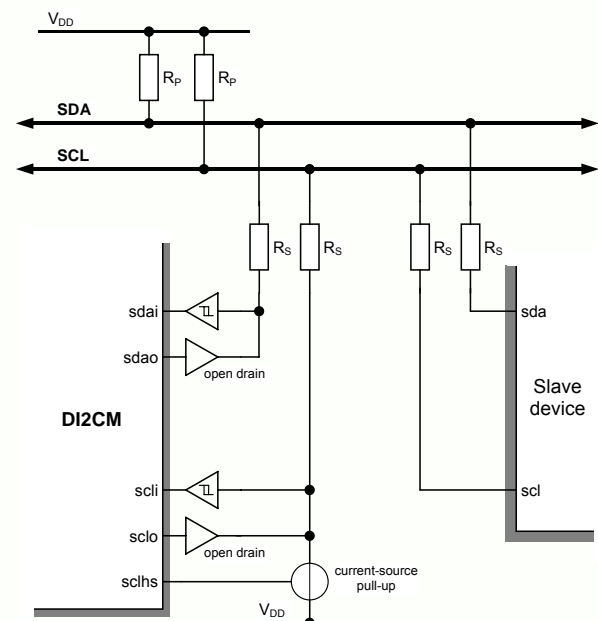 VDD
RP
RP
SDA
SCL
RS
RS
RS
RS
sdai
sda
sdao
open drain
Slave
device
DI2CM
scli
scl
sclo
open drain
sclhs
current-source
pull-up
VDD